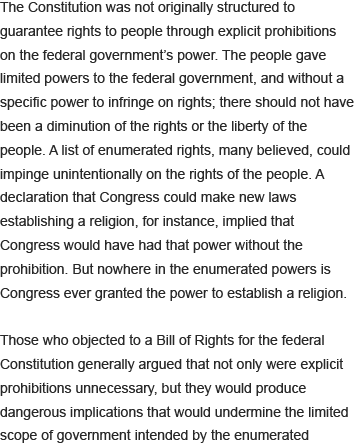 The Constitution was not originally structured to
guarantee rights to people through explicit prohibitions
on the federal government’s power. The people gave
limited powers to the federal government, and without a
specific power to infringe on rights; there should not have
been a diminution of the rights or the liberty of the
people. A list of enumerated rights, many believed, could
impinge unintentionally on the rights of the people. A
declaration that Congress could make new laws
establishing a religion, for instance, implied that
Congress would have had that power without the
prohibition. But nowhere in the enumerated powers is
Congress ever granted the power to establish a religion.

Those who objected to a Bill of Rights for the federal
Constitution generally argued that not only were explicit
prohibitions unnecessary, but they would produce
dangerous implications that would undermine the limited
scope of government intended by the enumerated